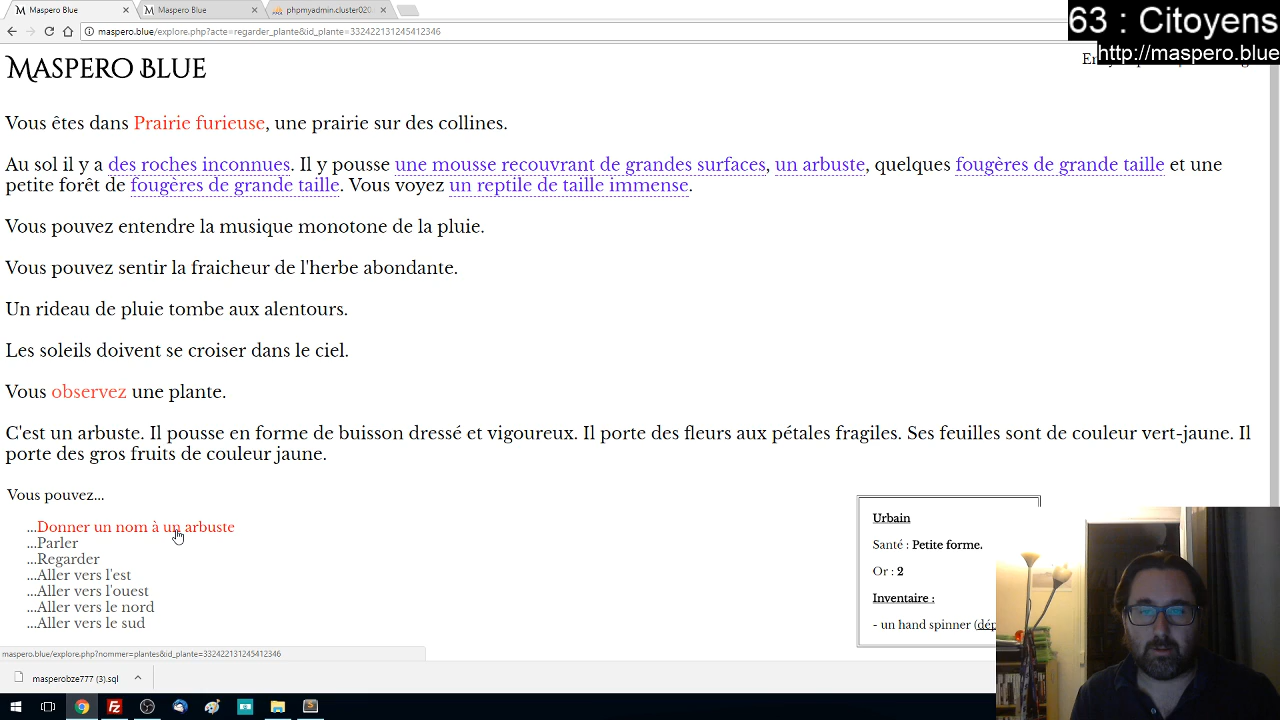 Maspero Blue
Maspero Blue
phpmyadmin.cluster020.
maspero.blue/explore.php?acte=regarder_plante&id_plante=332422131245412346
63 : Citoyens
http://maspero.blue
MASPERO BLUE
Vous êtes dans Prairie furieuse, une prairie sur des collines.
Au sol il y a des roches inconnues. Il y pousse une mousse recouvrant de grandes surfaces, un arbuste, quelques fougères de grande taille et une
petite forêt de fougères de grande taille. Vous voyez un reptile de taille immense.
Vous pouvez entendre la musique monotone de la pluie.
Vous pouvez sentir la fraicheur de l'herbe abondante.
Un rideau de pluie tombe aux alentours.
Les soleils doivent se croiser dans le ciel.
Vous observez une plante.
C'est un arbuste. Il pousse en forme de buisson dressé et vigoureux. Il porte des fleurs aux pétales fragiles. Ses feuilles sont de couleur vert-jaune. Il
porte des gros fruits de couleur jaune.
Vous pouvez...
...Donner un nom à un arbuste
...Parler
...Regarder
...Aller vers l'est
...Aller vers l'ouest
...Aller vers le nord
...Aller vers le sud
Urbain
Santé : Petite forme.
Or : 2
Inventaire :
- un hand spinner (dép
maspero.blue/explore.php?nommer=plantes&id_plante=332422131245412346
masperobze777 (3).sql